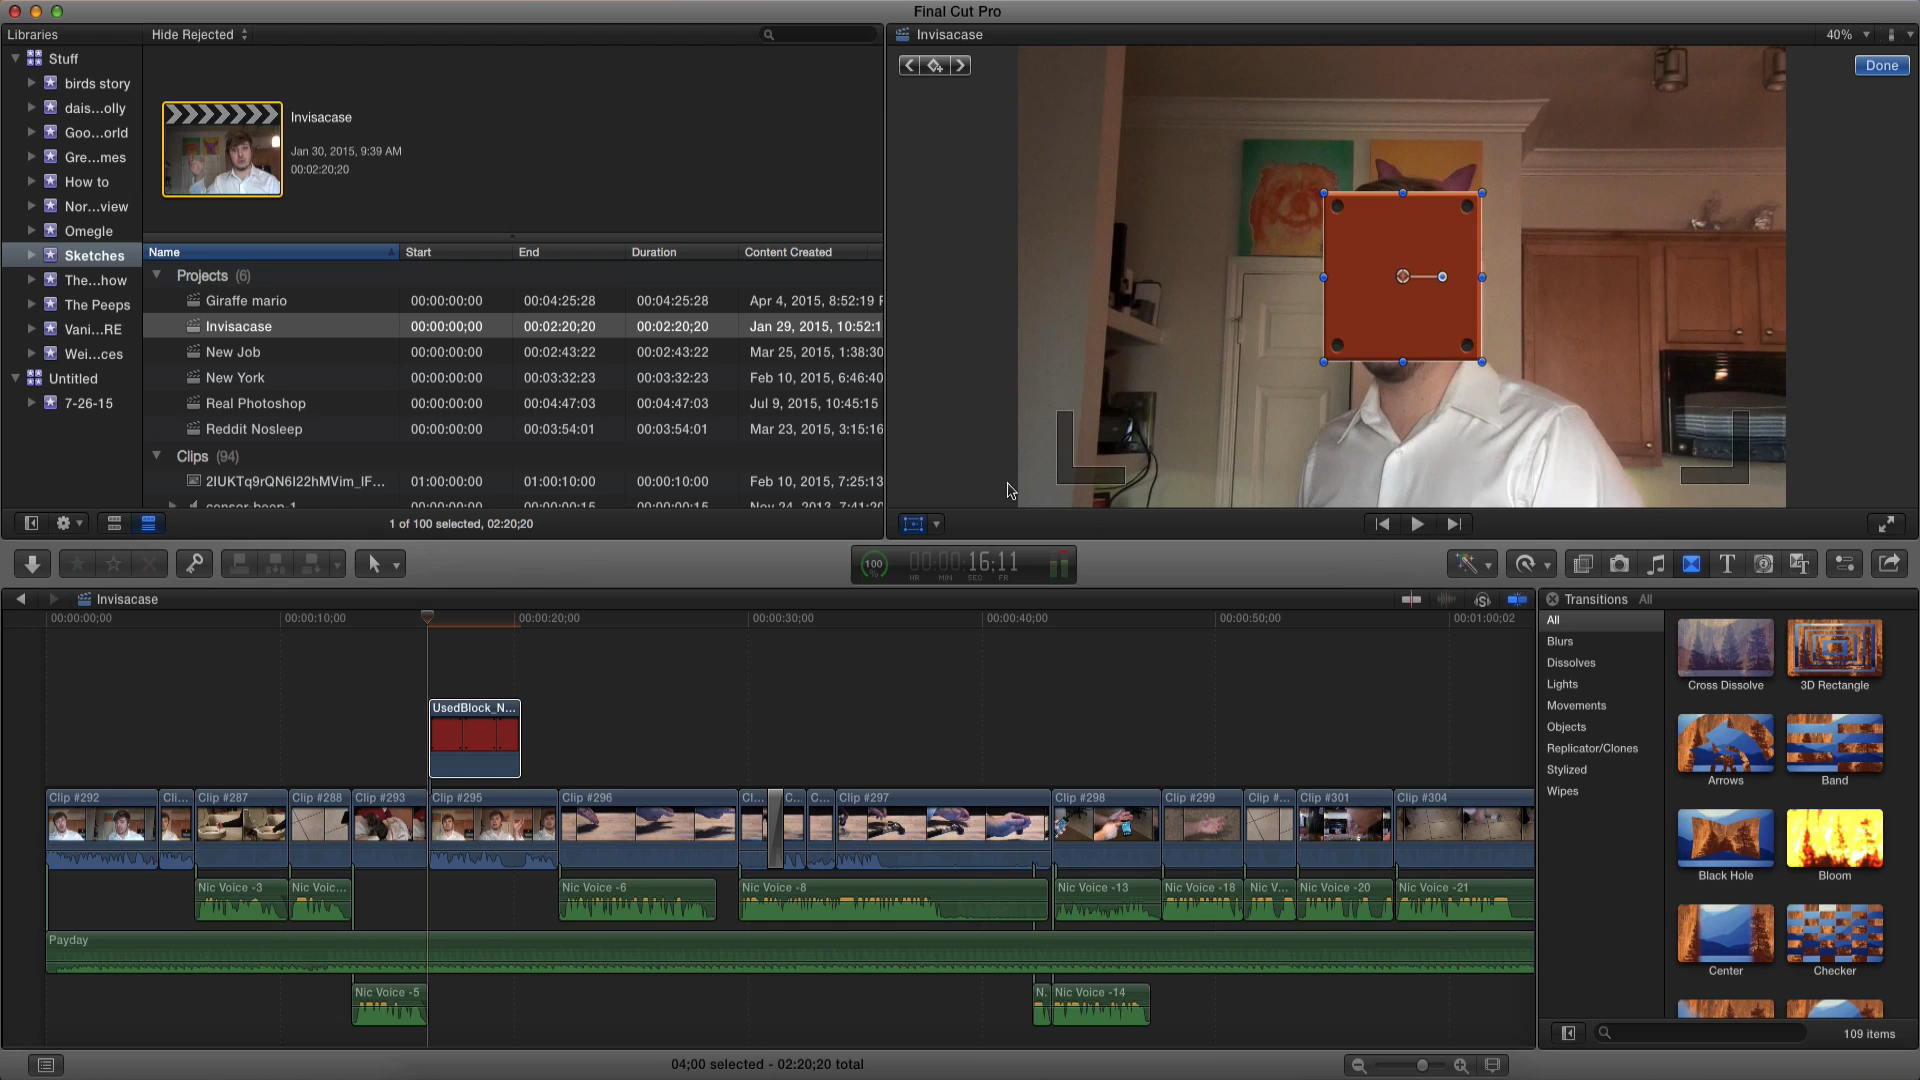 Final Cut Pro
Libraries
Hide Rejected
Invisacase
40%
Stuff
birds story
dais...olly
Goo...orld
Gre...mes
How to
Nor...view
Omegle
Sketches
The...how
The Peeps
Vani...RE
Wei...ces
Untitled
7-26-15
Invisacase
Jan 30, 2015, 9:39 AM
00:02:20;20
Done
Name Start End Duration Content Created
Projects (6)
Giraffe mario 00:00:00:00 00:04:25:28 00:04:25:28 Apr 4, 2015, 8:52:19
Invisacase 00:00:00;00 00:02:20;20 00:02:20;20 Jan 29, 2015, 10:52:1
New Job 00:00:00:00 00:02:43:22 00:02:43:22 Mar 25, 2015, 1:38:30
New York 00:00:00:00 00:03:32:23 00:03:32:23 Feb 10, 2015, 6:46:40
Real Photoshop 00:00:00:00 00:04:47:03 00:04:47:03 Jul 9, 2015, 10:45:15
Reddit Nosleep 00:00:00:00 00:03:54:01 00:03:54:01 Mar 23, 2015, 3:15:16
Clips (94)
2IUKTq9rQN6I22hMVim_IF... 01:00:00:00 01:00:10:00 00:00:10:00 Feb 10, 2015, 7:25:13
1 of 100 selected, 02:20;20
100 % 00:00:16;11
HR MIN SEC FR
Invisacase
00:00:00;00 00:00:10;00 00:00:20;00 00:00:30;00 00:00:40;00 00:00:50;00 00:01:00;02
UsedBlock_N...
Clip #292 Cli... Clip #287 Clip #288 Clip #293 Clip #295 Clip #296 Cl... C... C... Clip #297 Clip #298 Clip #299 Clip #... Clip #301 Clip #304
Nic Voice -3 Nic Voic... Nic Voice -6 Nic Voice -8 Nic Voice -13 Nic Voice -18 Nic V... Nic Voice -20 Nic Voice -21
Payday
Nic Voice -5 N. Nic Voice -14
Transitions All
All
Blurs
Dissolves
Lights
Movements
Objects
Replicator/Clones
Stylized
Wipes
Cross Dissolve 3D Rectangle
Arrows Band
Black Hole Bloom
Center Checker
109 items
04;00 selected - 02:20;20 total